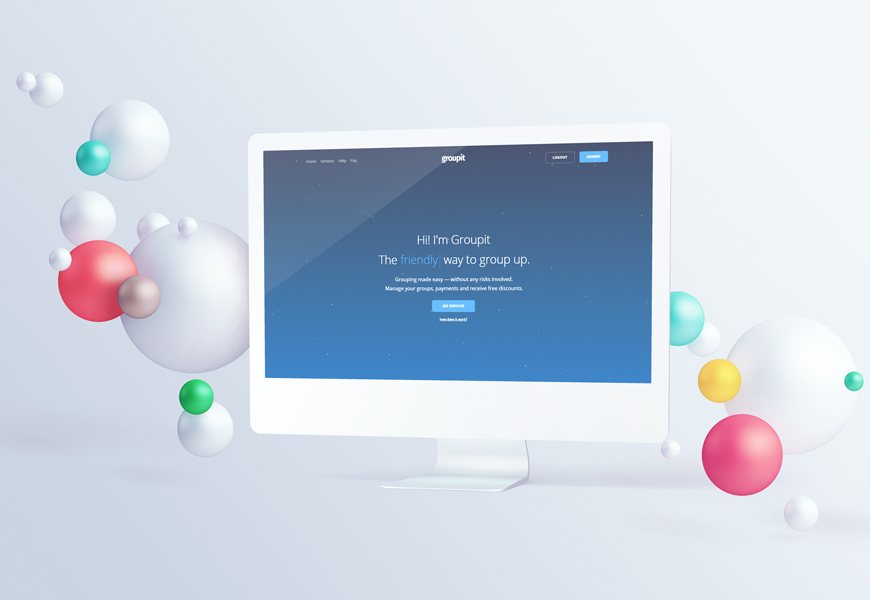 Home Services Help Faq
groupit
LOGOUT
Hi! I'm Groupit
The friendly| way to group up.
Grouping made easy — without any risks involved.
Manage your groups, payments and receive free discounts.
SEE SERVICES
how does it work?